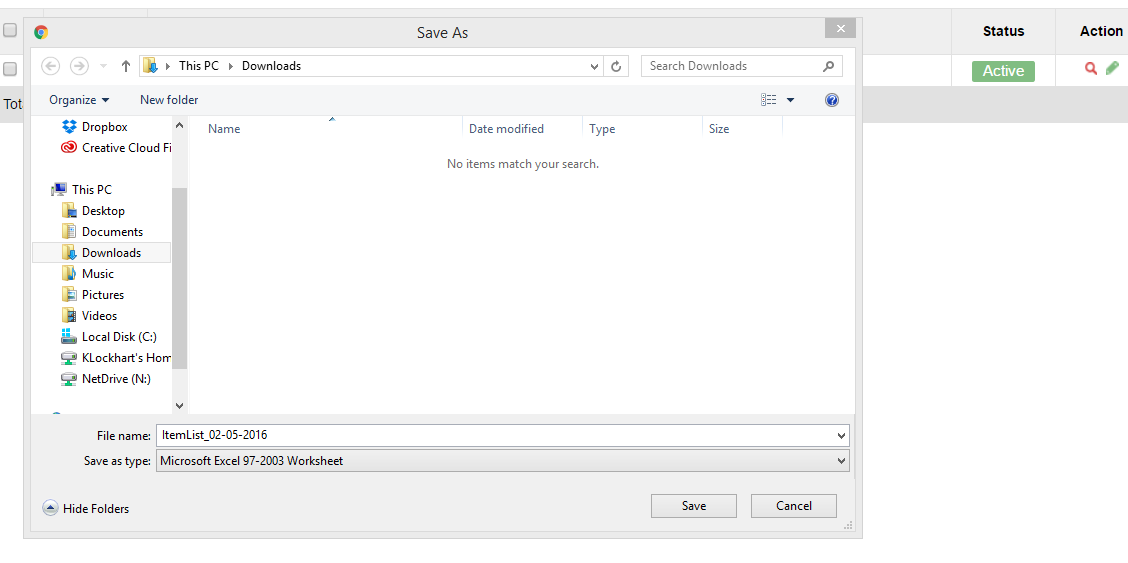 Save As
Status Action
This PC Downloads Search Downloads
Active
Organize New folder
Tot
Name Date modified Type Size
Dropbox
Creative Cloud Fi
No items match your search.
This PC
Desktop
Documents
Downloads
Music
Pictures
Videos
Local Disk (C:)
KLockhart's Hom
NetDrive (N:)
File name: ItemList_02-05-2016
Save as type: Microsoft Excel 97-2003 Worksheet
Hide Folders Save Cancel